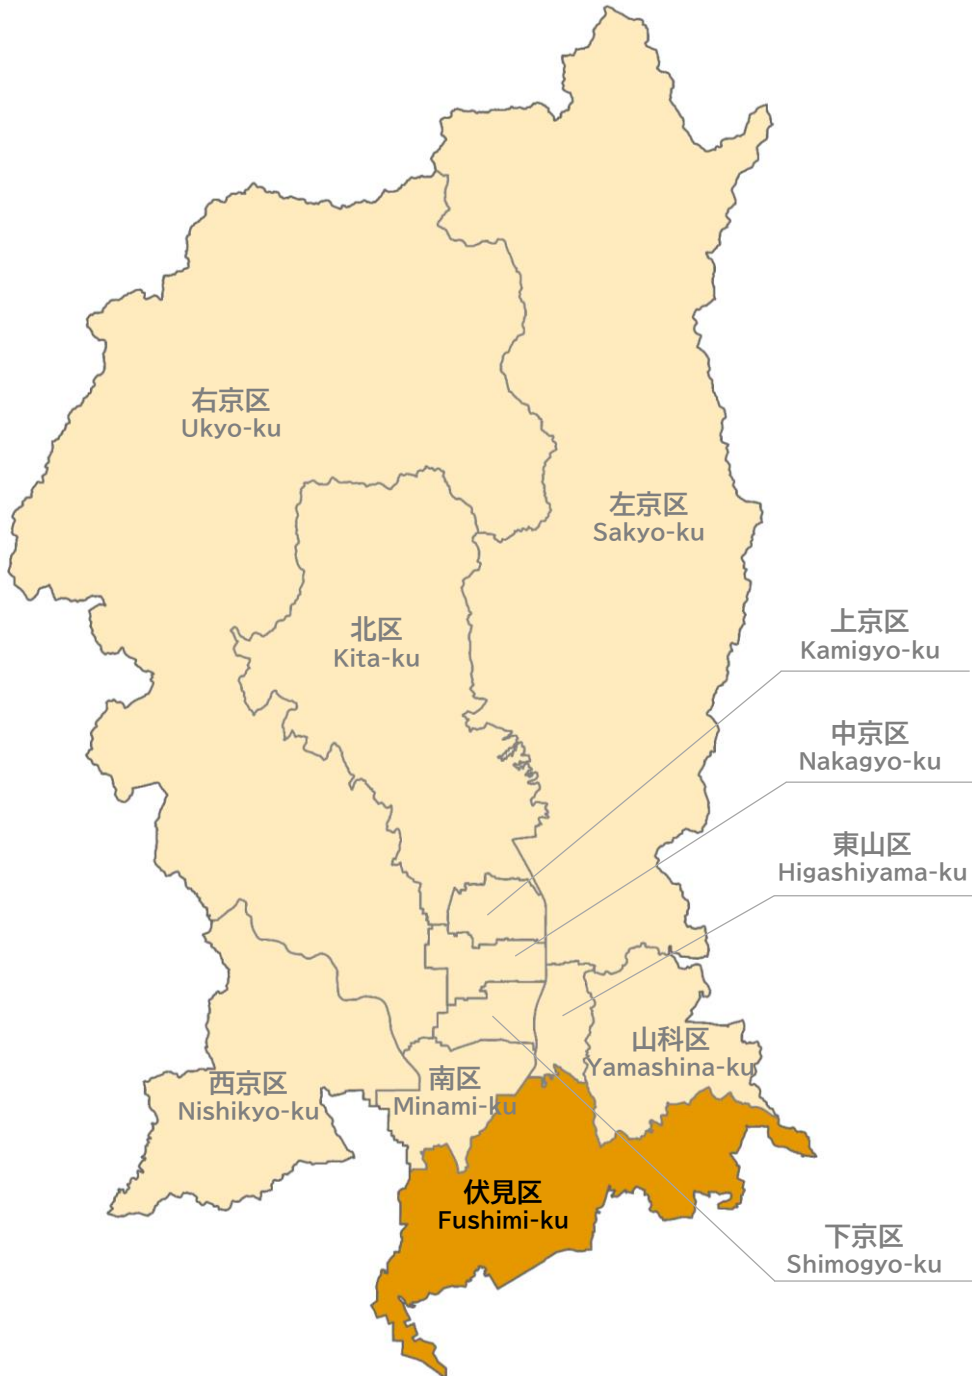 右京区
Ukyo-ku
左京区
Sakyo-ku
北区
Kita-ku
上京区
Kamigyo-ku
中京区
Nakagyo-ku
東山区
Higashiyama-ku
山科区
Yamashina-ku
西京区
Nishikyo-ku
南区
Minami-ku
伏見区
Fushimi-ku
下京区
Shimogyo-ku